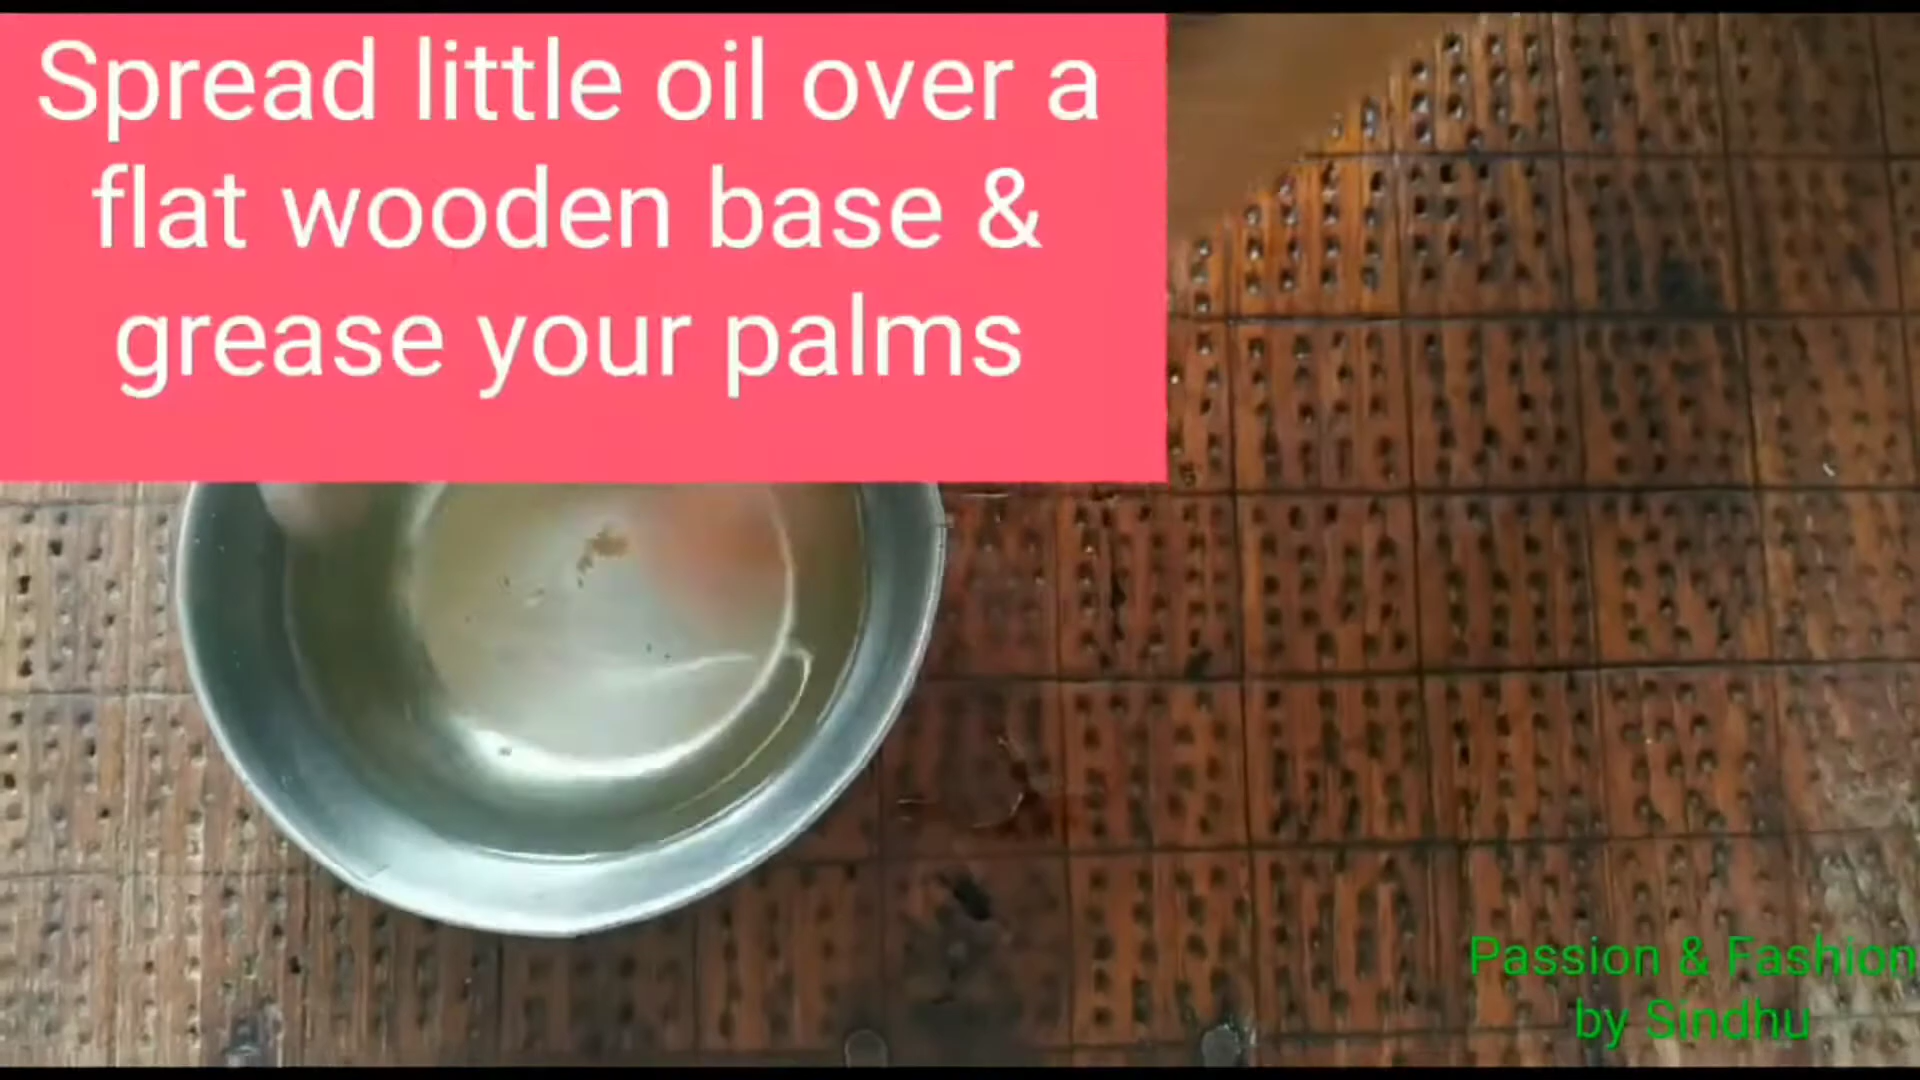 Spread little oil over a
flat wooden base &
grease your palms
Passion & Fashion
by Sindhu